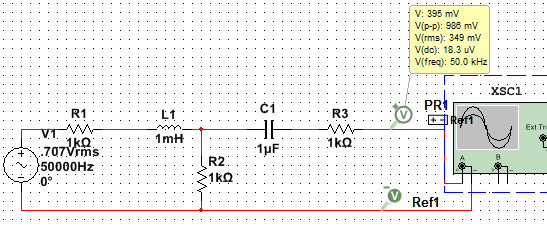 V: 395 mV
V(p-p): 986 mV
V(rms): 349 mV
V(dc): 18.3 uV
V(freq): 50.0 kHz
XSC1
PR1
Ref1
Ext Tri
A
B
R1
1kΩ
L1
1mH
C1
1µF
R3
1kΩ
V1
.707Vrms
50000Hz
0°
R2
1kΩ
Ref1